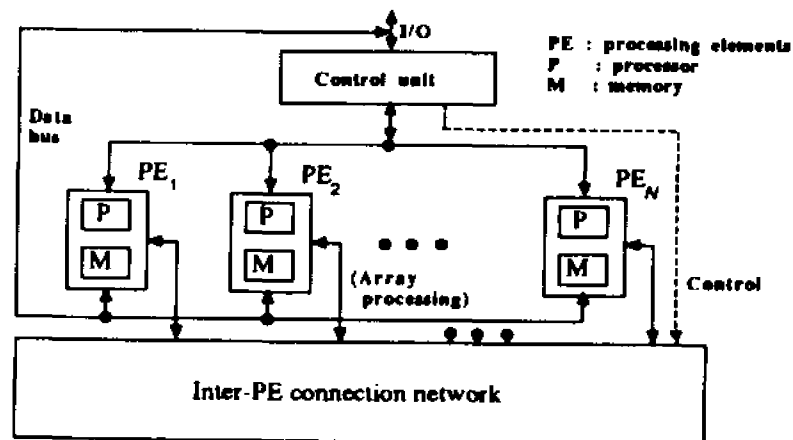 I/O
PE : processing elements
P : processor
M : memory
Control unit
Data
bus
PE1
PE2
PEN
P
P
P
M
M
M
(Array
processing)
Control
Inter-PE connection network